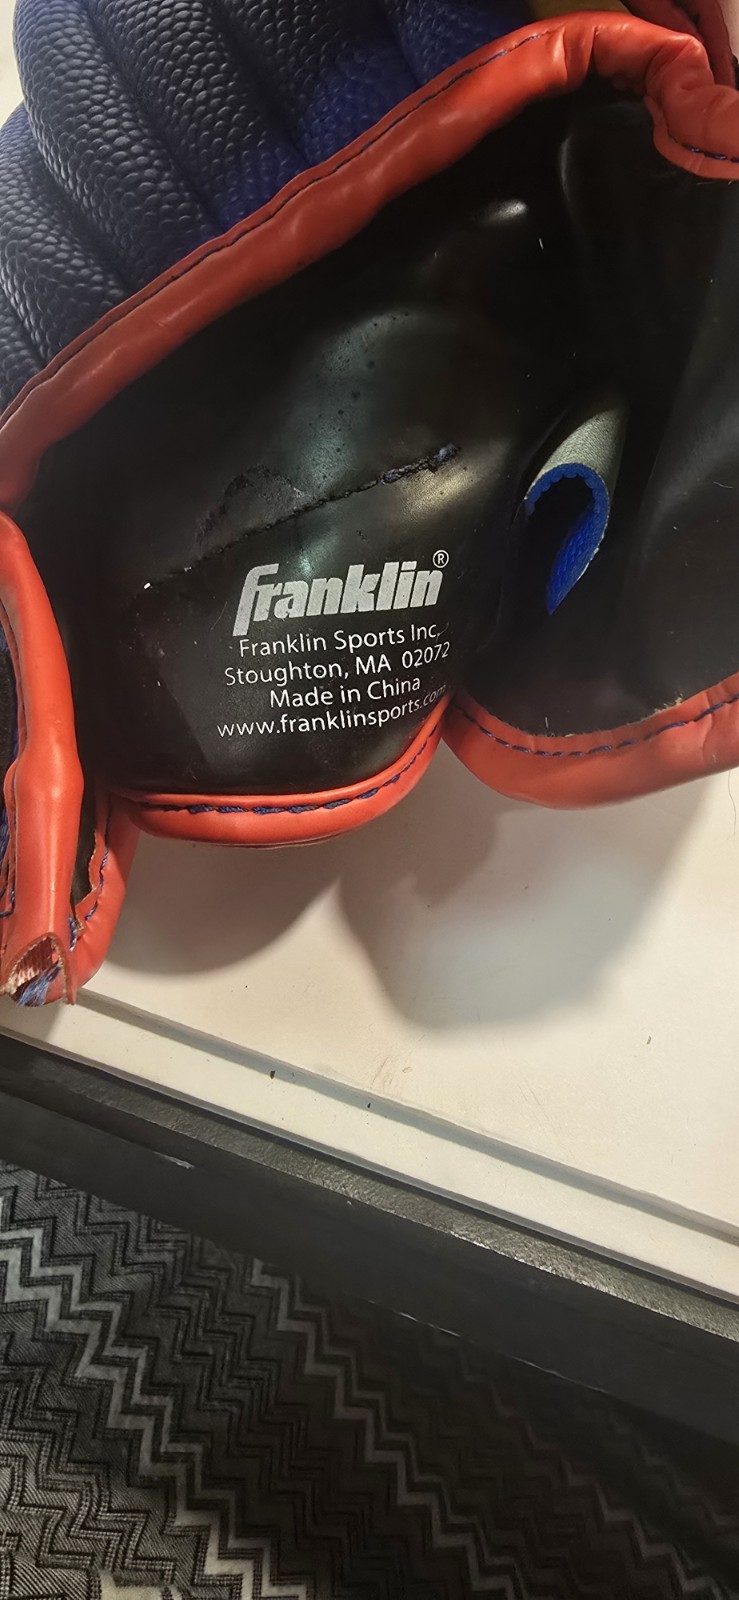 franklin®
Franklin Sports Inc,
Stoughton, MA 02072
Made in China
www.franklinsports.com